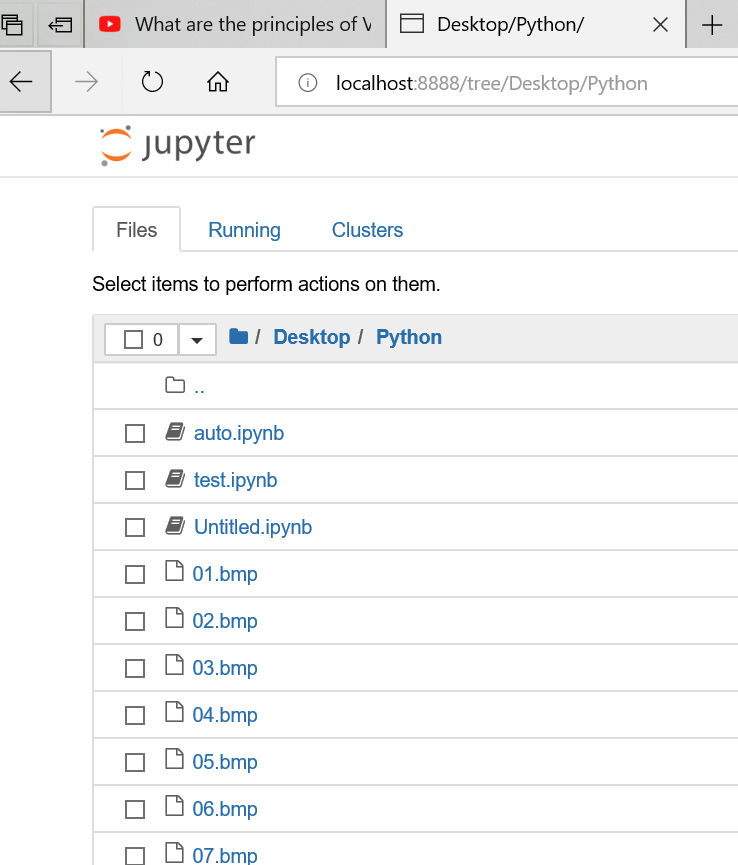 What are the principles of V
Desktop/Python/
localhost:8888/tree/Desktop/Python
jupyter
Files Running Clusters
Select items to perform actions on them.
0 / Desktop / Python
..
auto.ipynb
test.ipynb
Untitled.ipynb
01.bmp
02.bmp
03.bmp
04.bmp
05.bmp
06.bmp
07.bmp